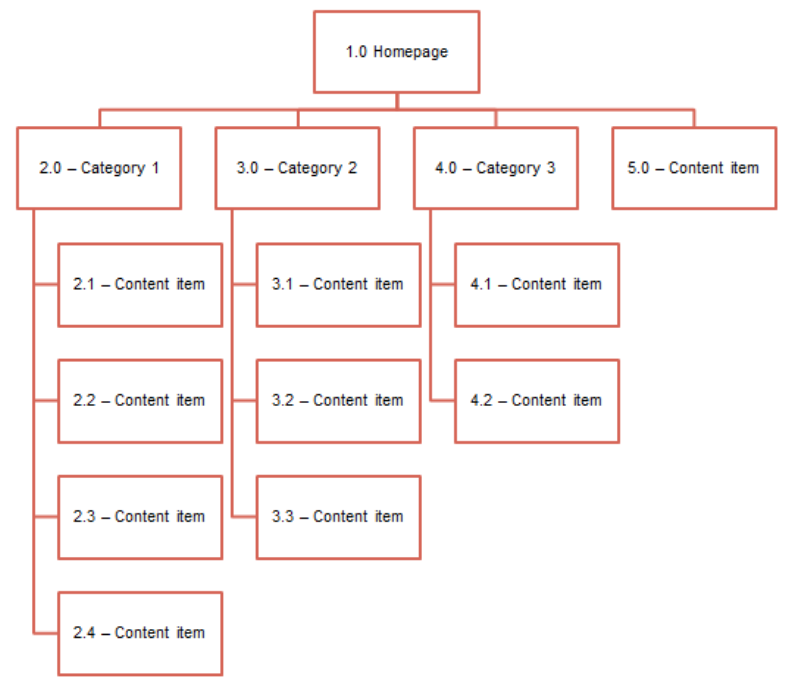 1.0 Homepage
2.0 – Category 1
3.0 – Category 2
4.0 – Category 3
5.0 – Content item
2.1 – Content item
3.1 – Content item
4.1 – Content item
2.2 – Content item
3.2 – Content item
4.2 – Content item
2.3 – Content item
3.3 – Content item
2.4 – Content item